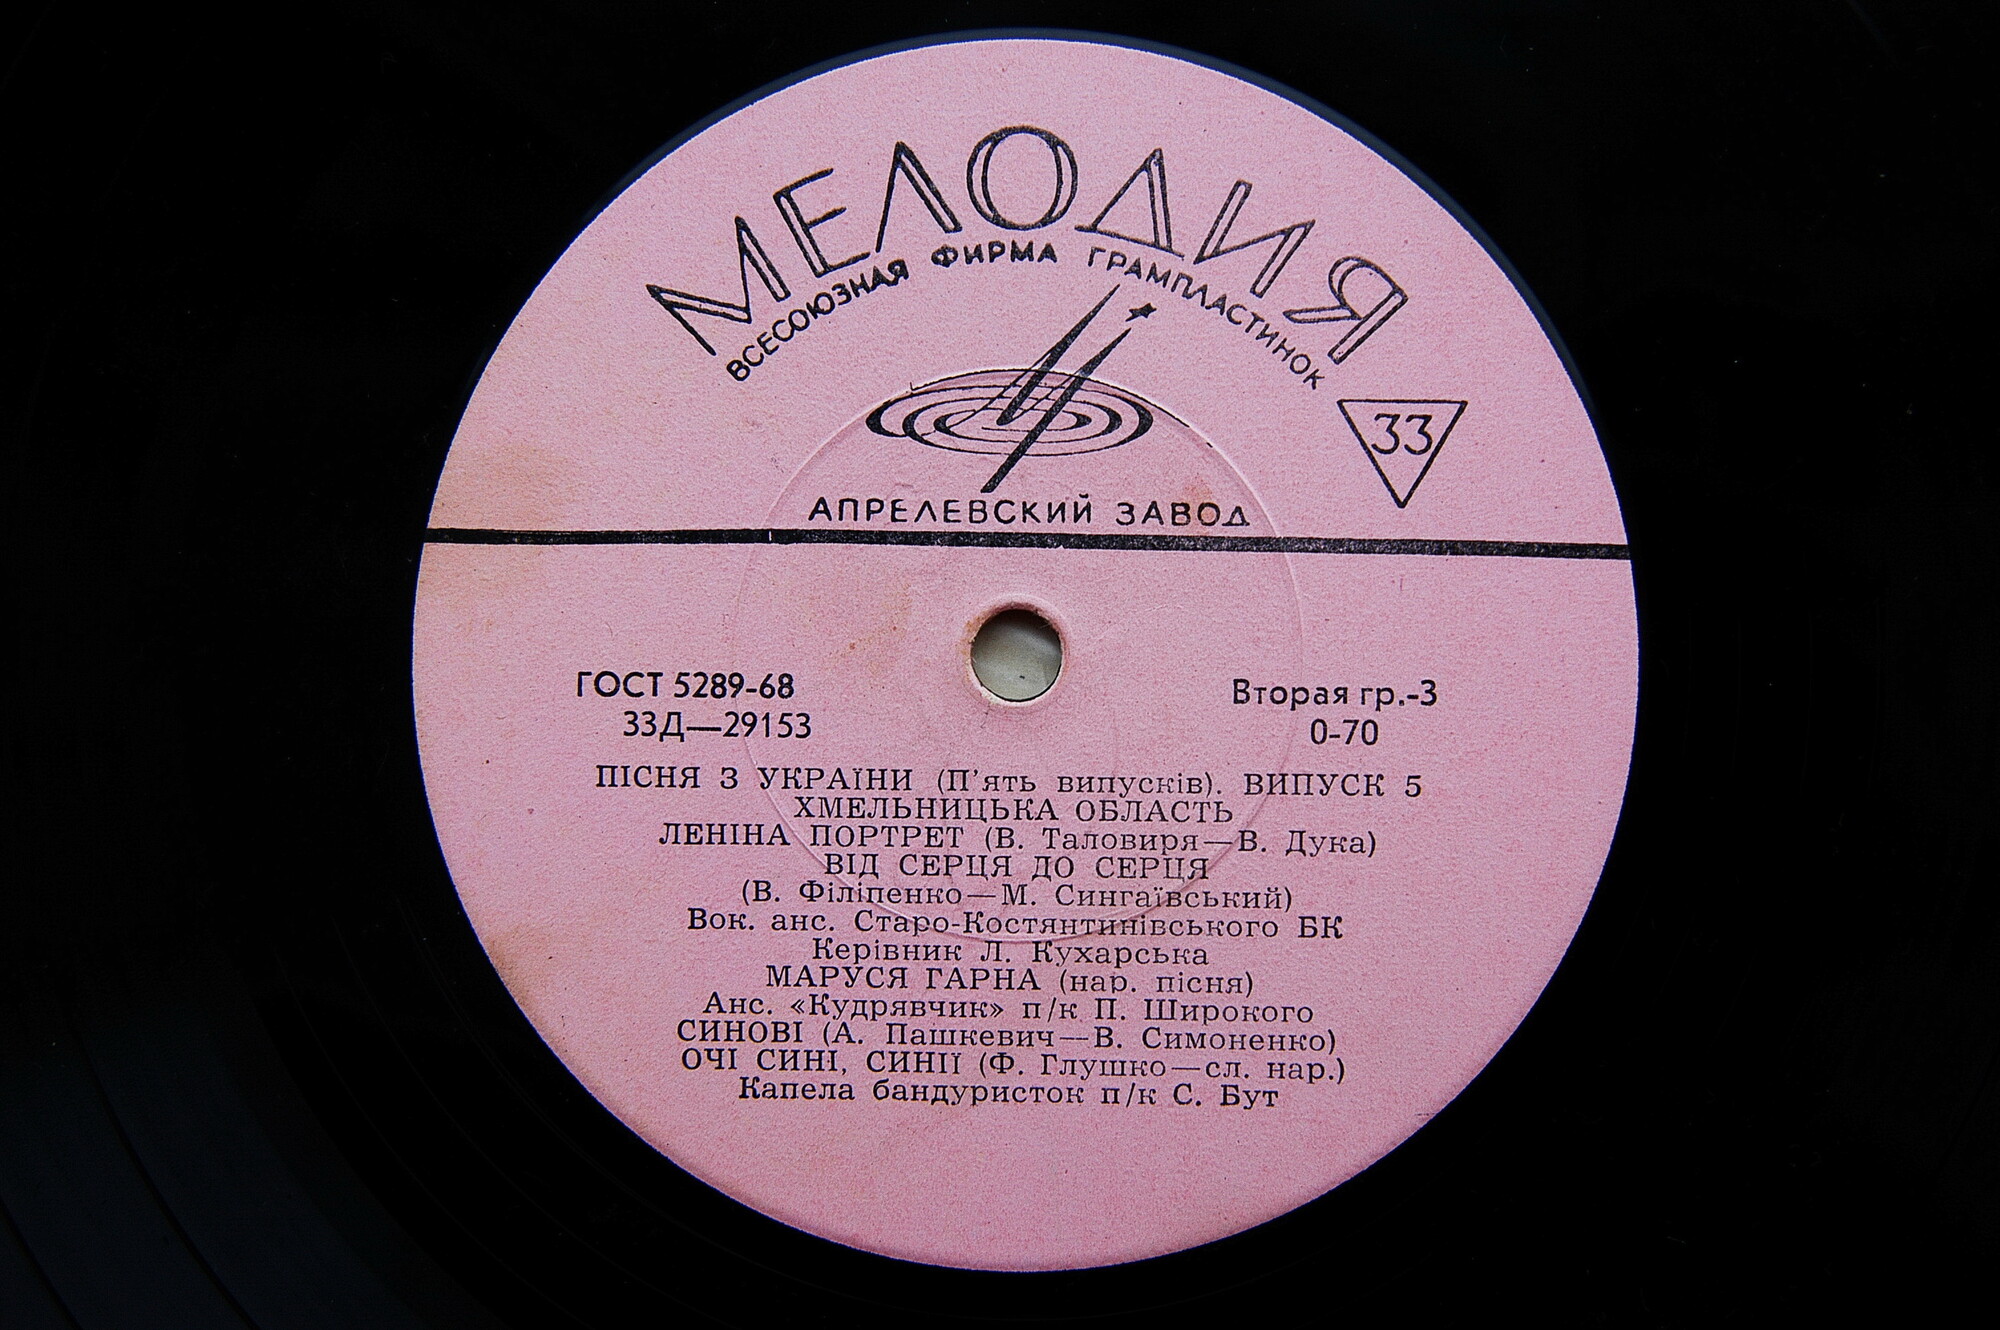 МЕЛОДИЯ
ВСЕСОЮЗНАЯ ФИРМА ГРАМПЛАСТИНОК
33
АПРЕЛЕВСКИЙ ЗАВОД
ГОСТ 5289-68
Вторая гр.-3
33Д—29153
0-70
ПІСНЯ З УКРАЇНИ (П'ять випусків). ВИПУСК 5
ХМЕЛЬНИЦЬКА ОБЛАСТЬ
ЛЕНІНА ПОРТРЕТ (В. Таловиря—В. Дука)
ВІД СЕРЦЯ ДО СЕРЦЯ
(В. Філіпенко—М. Сингаївський)
Вок. анс. Старо-Костянтинівського БК
Керівник Л. Кухарська
МАРУСЯ ГАРНА (нар. пісня)
Анс. «Кудрявчик» п/к П. Широкого
СИНОВІ (А. Пашкевич—В. Симоненко)
ОЧІ СИНІ, СИНІЇ (Ф. Глушко—сл. нар.)
Капела бандуристок п/к С. Бут